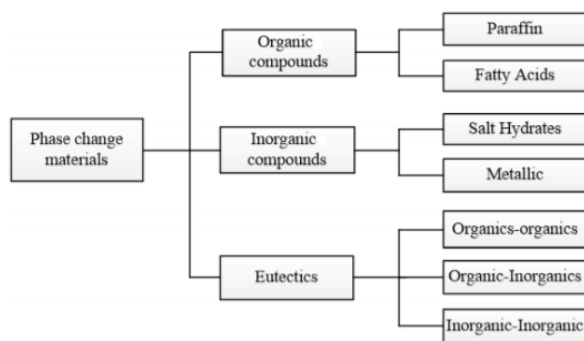 Organic
compounds
Paraffin
Fatty Acids
Phase change
materials
Inorganic
compounds
Salt Hydrates
Metallic
Eutectics
Organics-organics
Organic-Inorganics
Inorganic-Inorganic